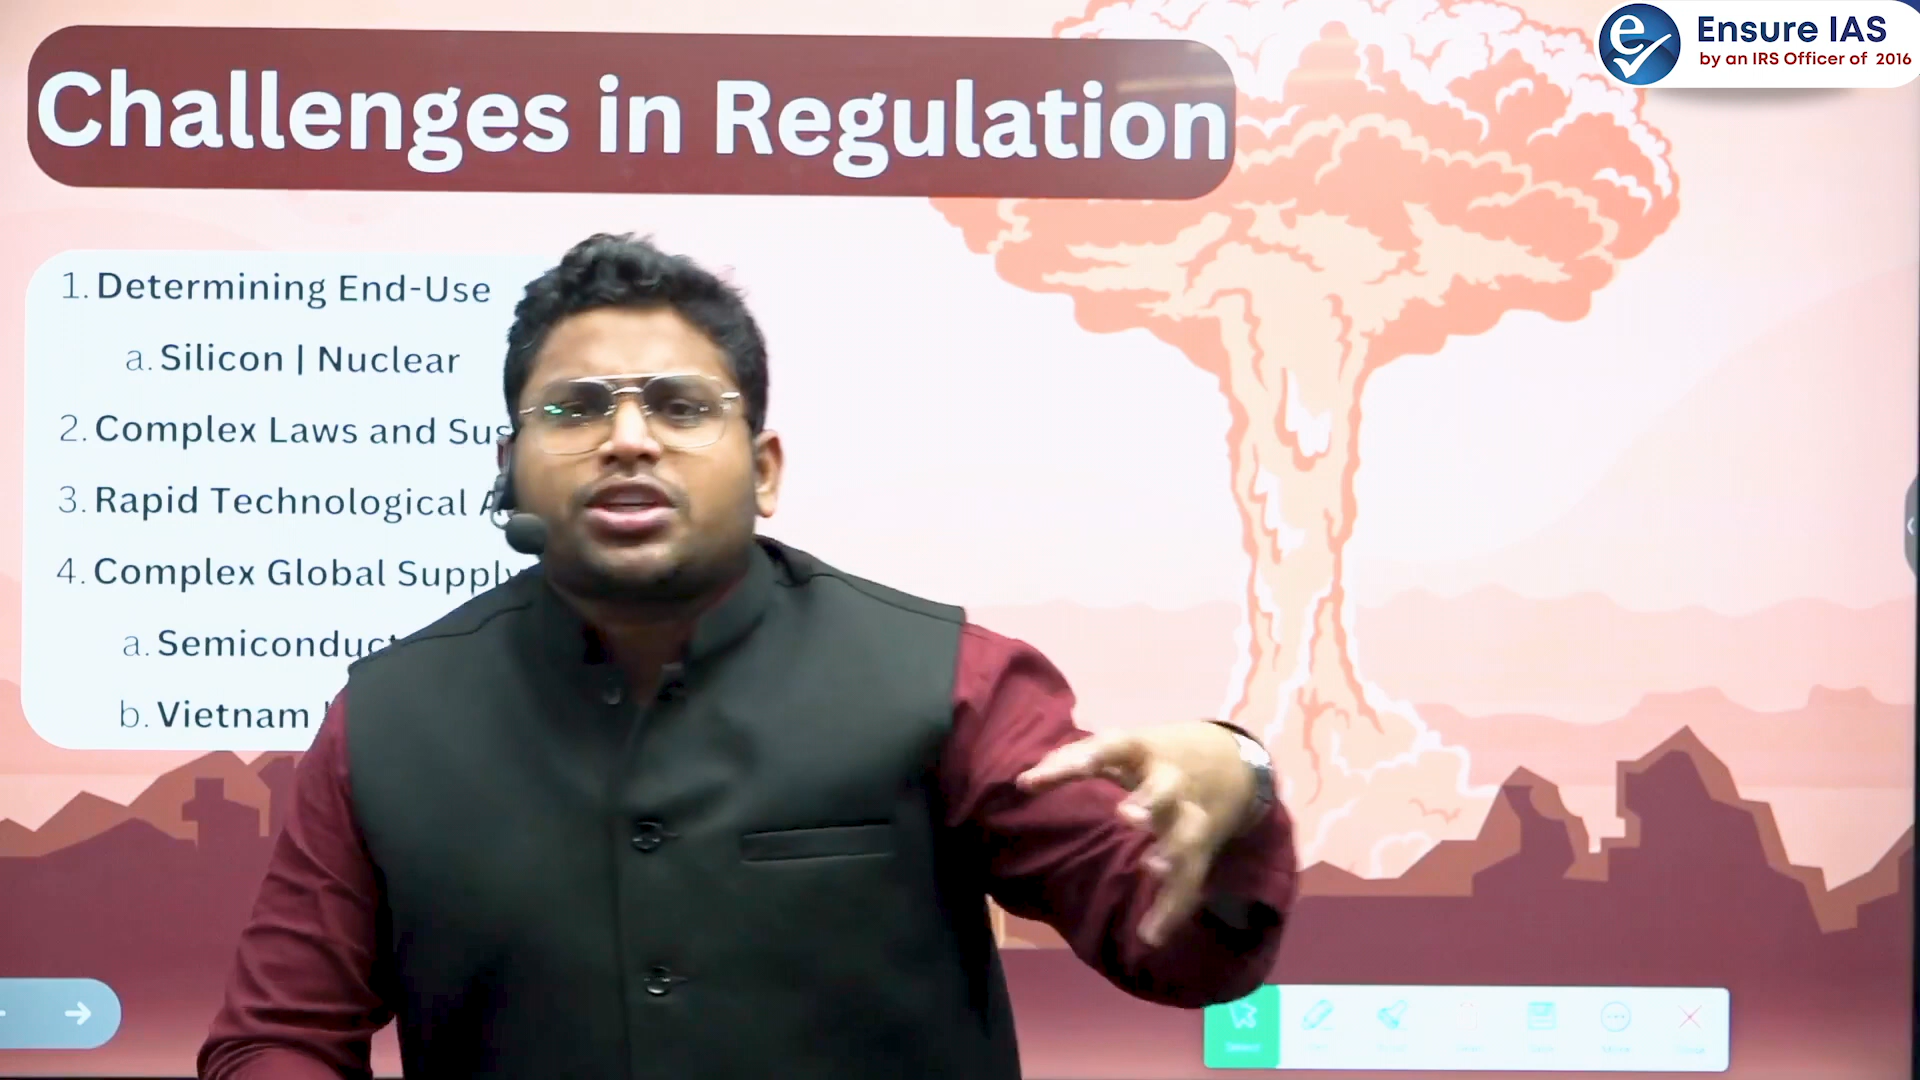 Ensure IAS
by an IRS Officer of 2016
Challenges in Regulation
1. Determining End-Use
a. Silicon | Nuclear
2. Complex Laws and
3. Rapid Technological
4. Complex Global Supply
a.
b. Vietnam